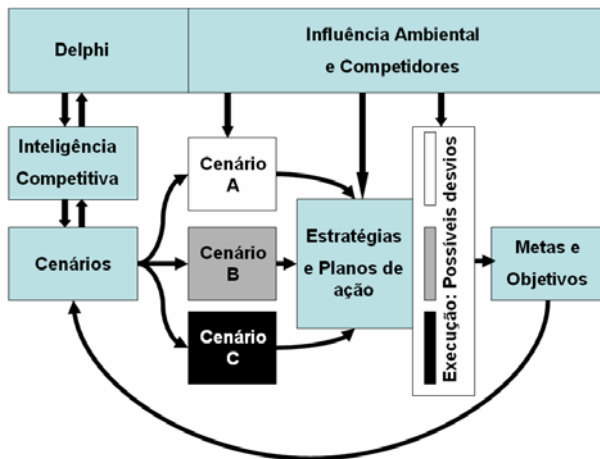 Delphi
Influência Ambiental
e Competidores
Inteligência
Competitiva
Cenários
Cenário
A
Cenário
B
Cenário
C
Estratégias
e Planos de
ação
Execução: Possíveis desvios
Metas e
Objetivos